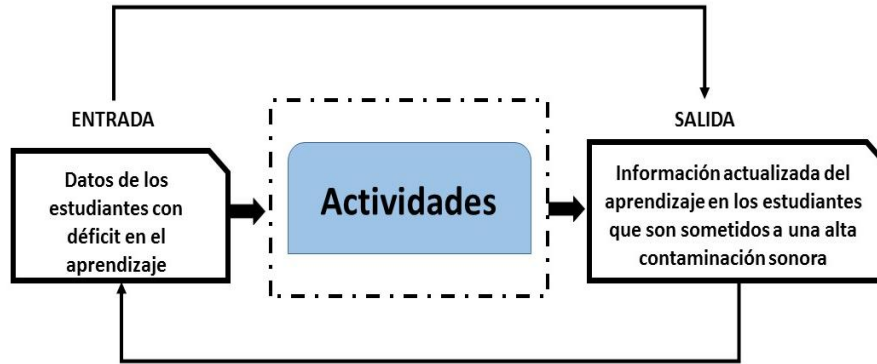 ENTRADA
Datos de los
estudiantes con
déficit en el
aprendizaje
Actividades
SALIDA
Información actualizada del
aprendizaje en los estudiantes
que son sometidos a una alta
contaminación sonora